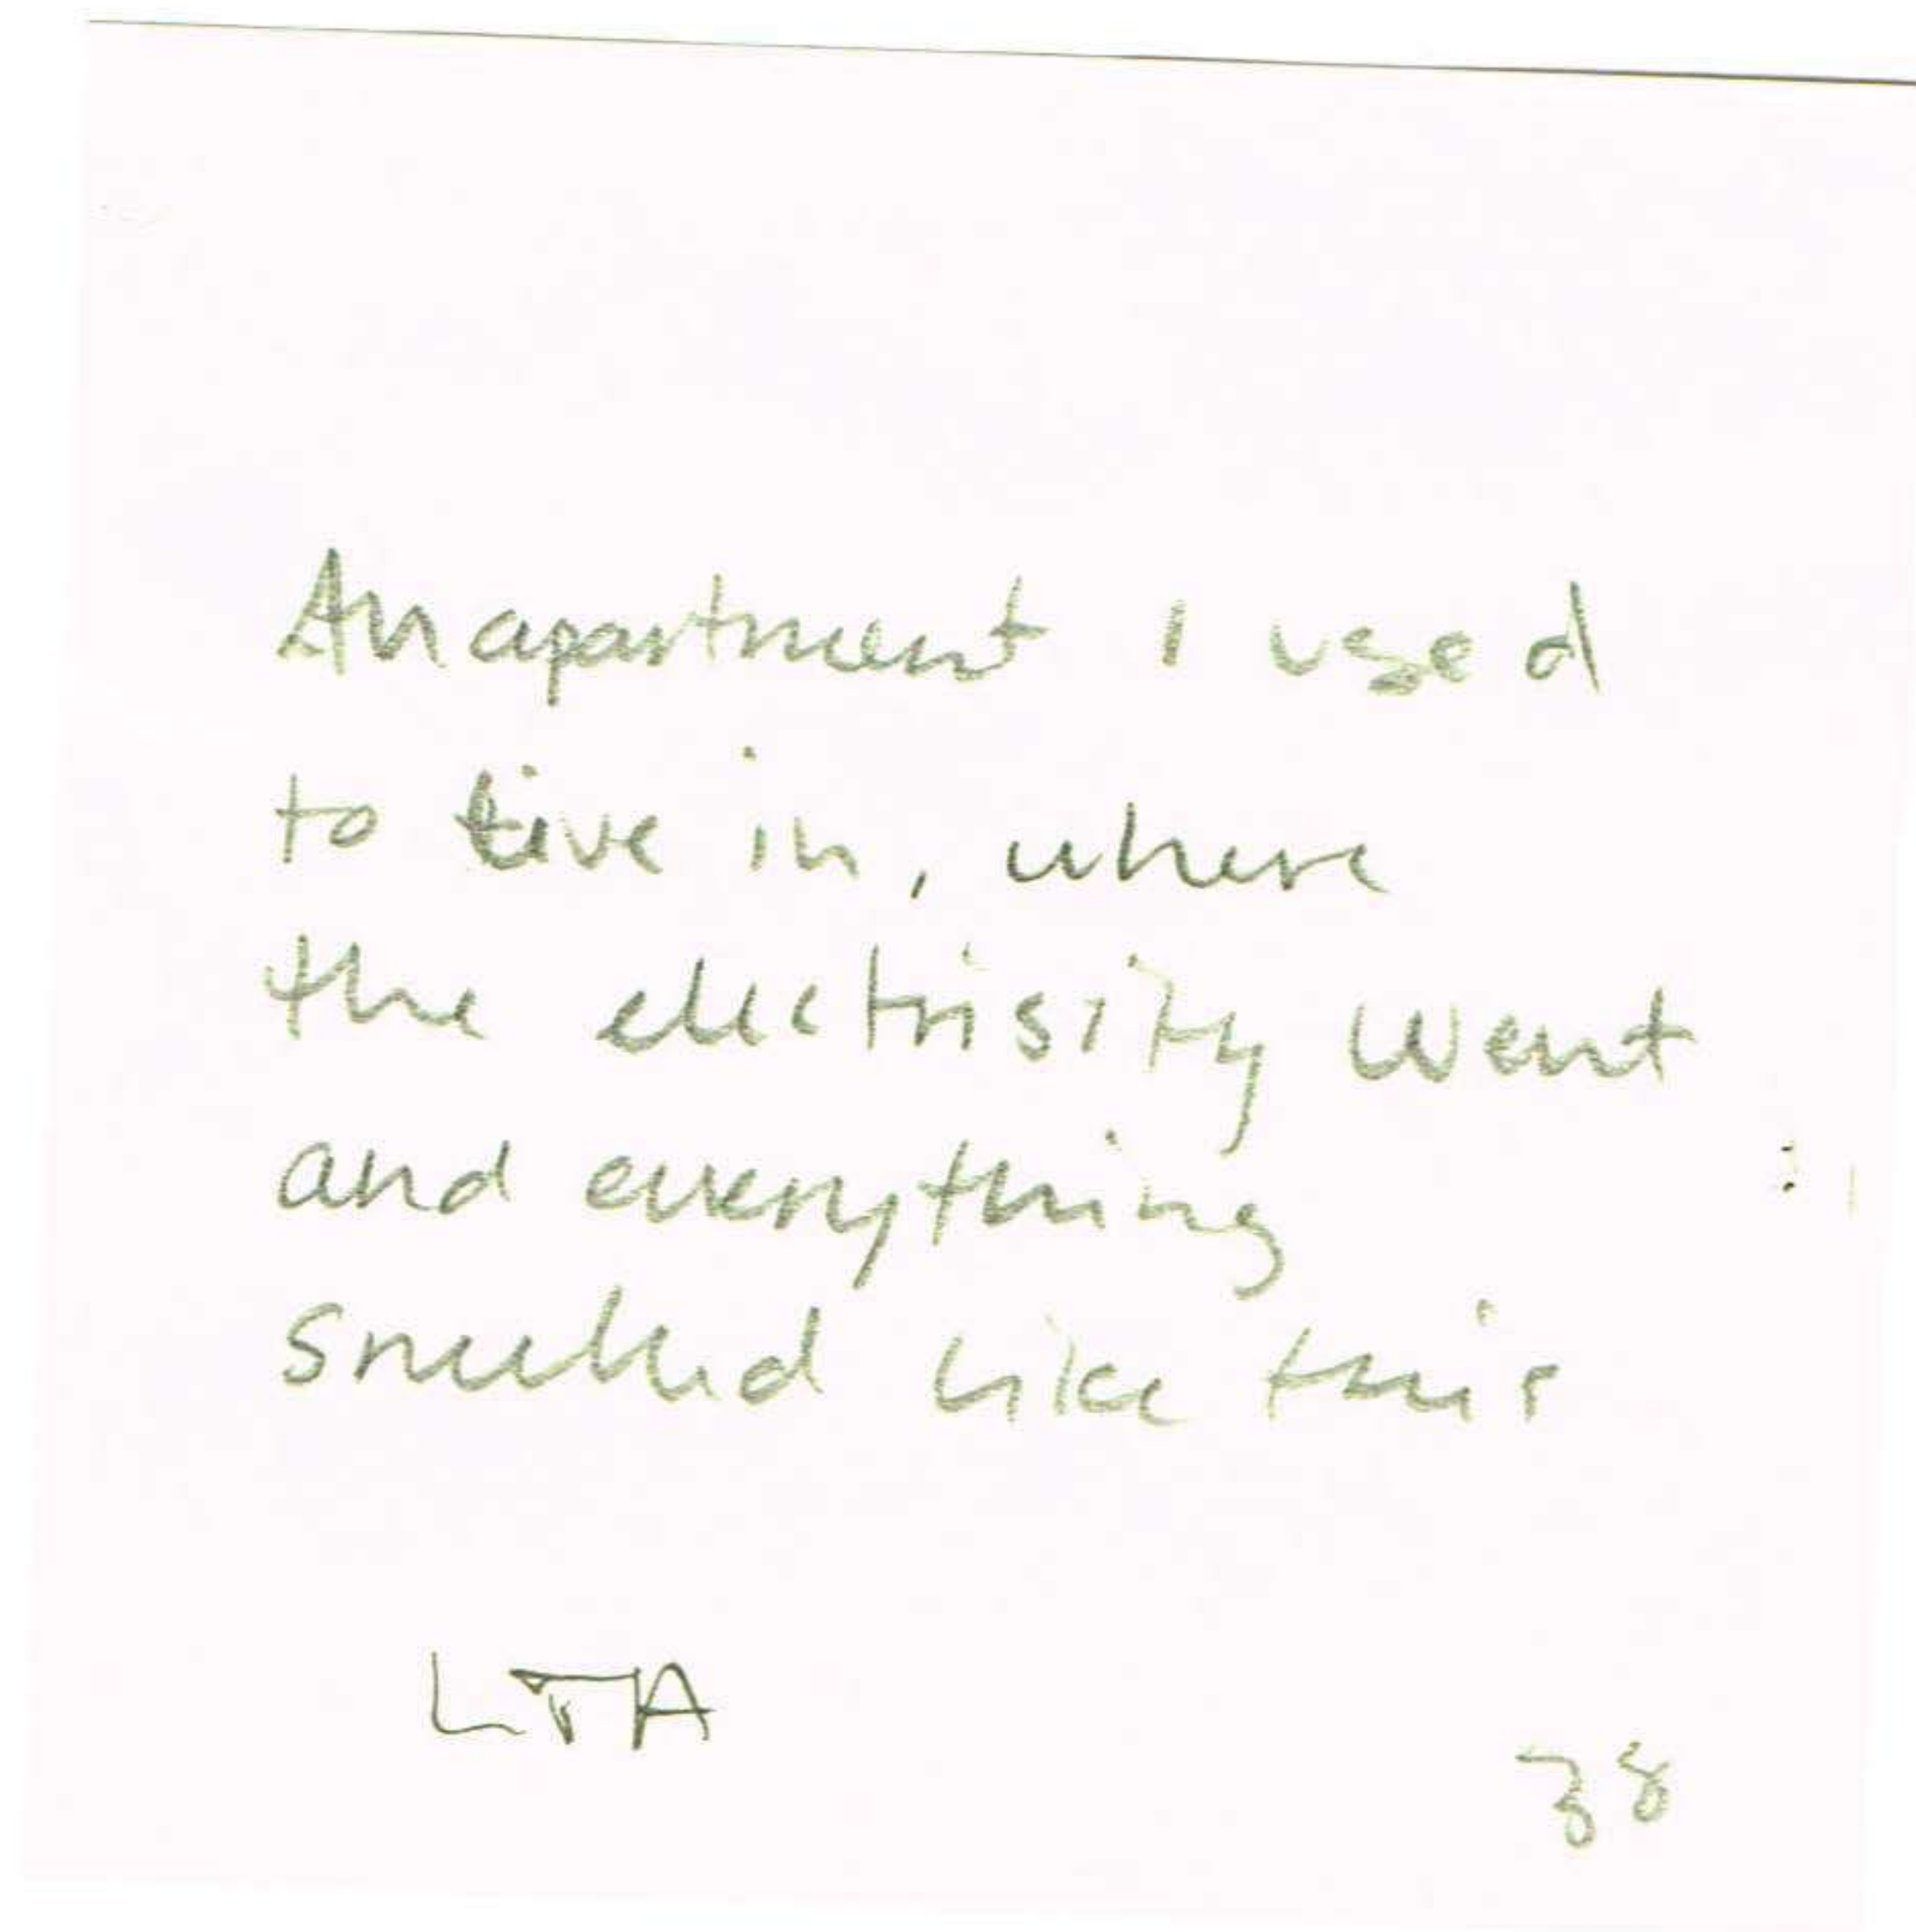 An apartment I used
to live in, where
the electrisity went
and everything
smelled like this
LTA
38